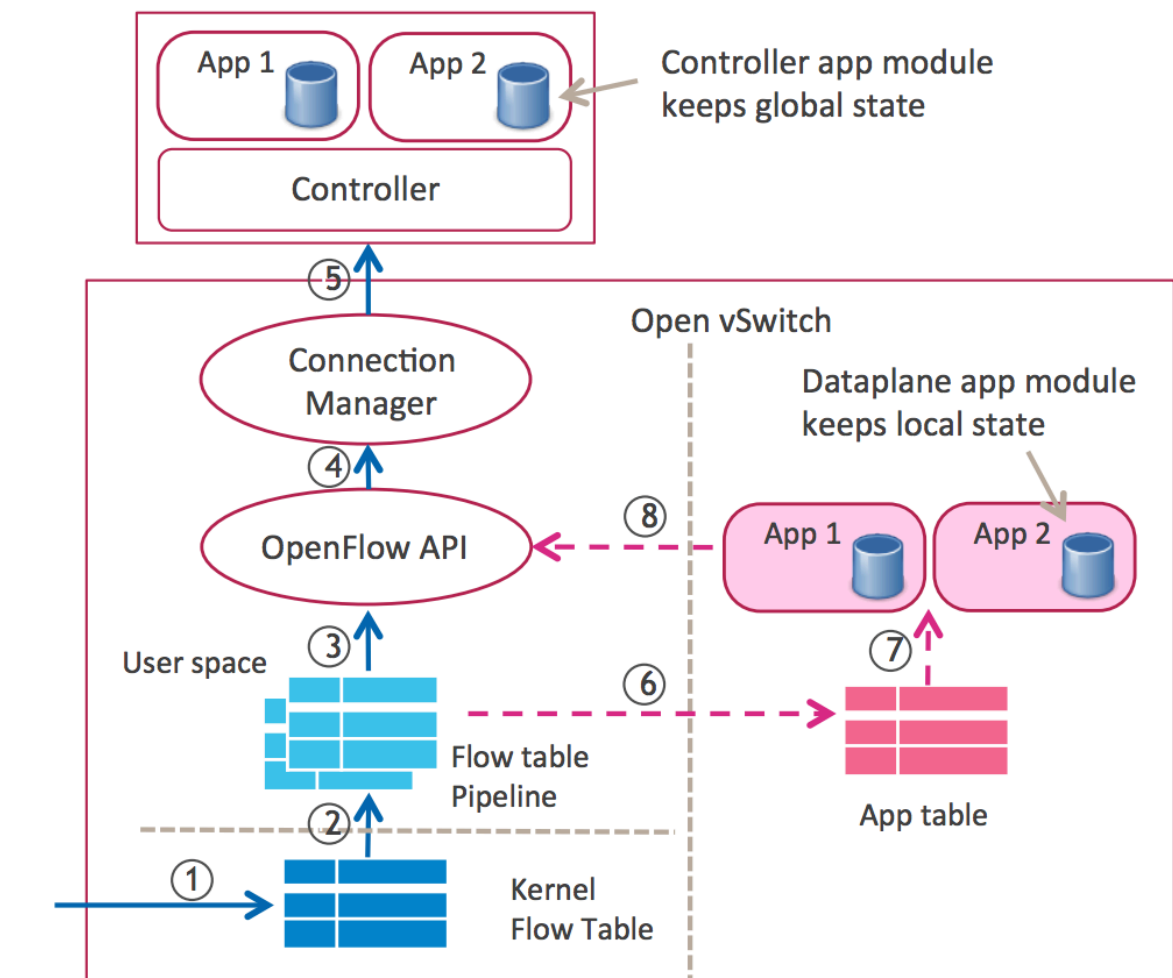 App 1
App 2
Controller app module
keeps global state
Controller
5
Open vSwitch
Connection
Manager
Dataplane app module
keeps local state
4
8
OpenFlow API
App 1
App 2
3
7
User space
6
Flow table
Pipeline
App table
2
1
Kernel
Flow Table